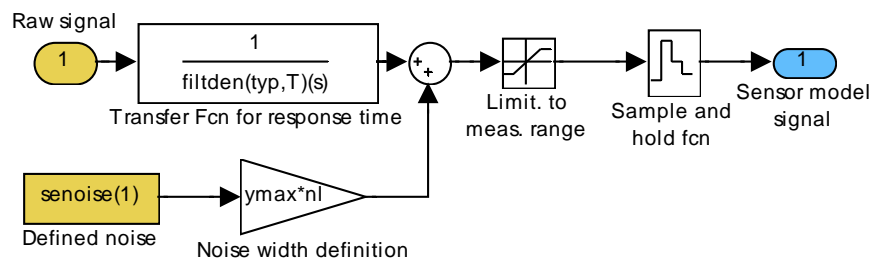 Raw signal
1
1
filtden(typ,T)(s)
Transfer Fcn for response time
+
+
Limit. to
meas. range
Sample and
hold fcn
1
Sensor model
signal
senoise(1)
Defined noise
ymax*nl
Noise width definition